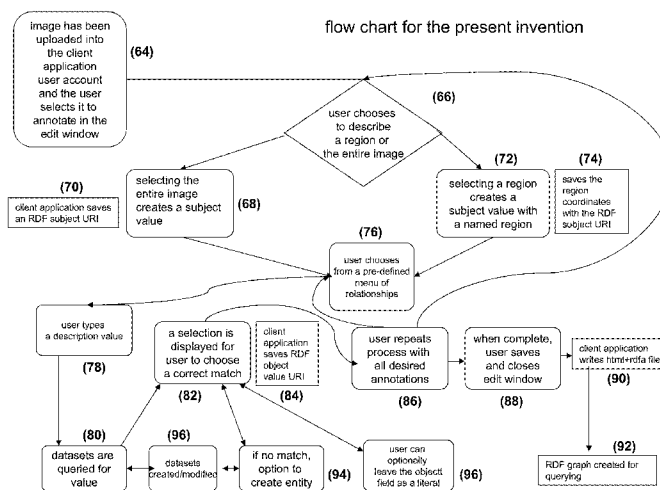 flow chart for the present invention
image has been
uploaded into
the client
application
user account
and the user
selects it to
annotate in the
edit window
(64)
(66)
user chooses
to describe
a region or
the entire image
(70)
client application saves
an RDF subject URI
selecting the
entire image
creates a subject
value
(68)
(72)
selecting a region
creates a
subject value with
a named region
(74)
saves the
region
coordinates
with the RDF
subject URI
(76)
user chooses
from a pre-defined
menu of
relationships
user types
a description value
(78)
a selection is
displayed for
user to choose
a correct match
(82)
client
application
saves RDF
object
value URI
(84)
user repeats
process with
all desired
annotations
(86)
when complete,
user saves
and closes
edit window
(88)
client application
writes html+rdfa file
(90)
(80)
datasets are
queried for
value
(96)
datasets
created/modified
if no match,
option to
create entity
(94)
user can
optionally
leave the object
field as a literal
(96)
(92)
RDF graph created for
querying